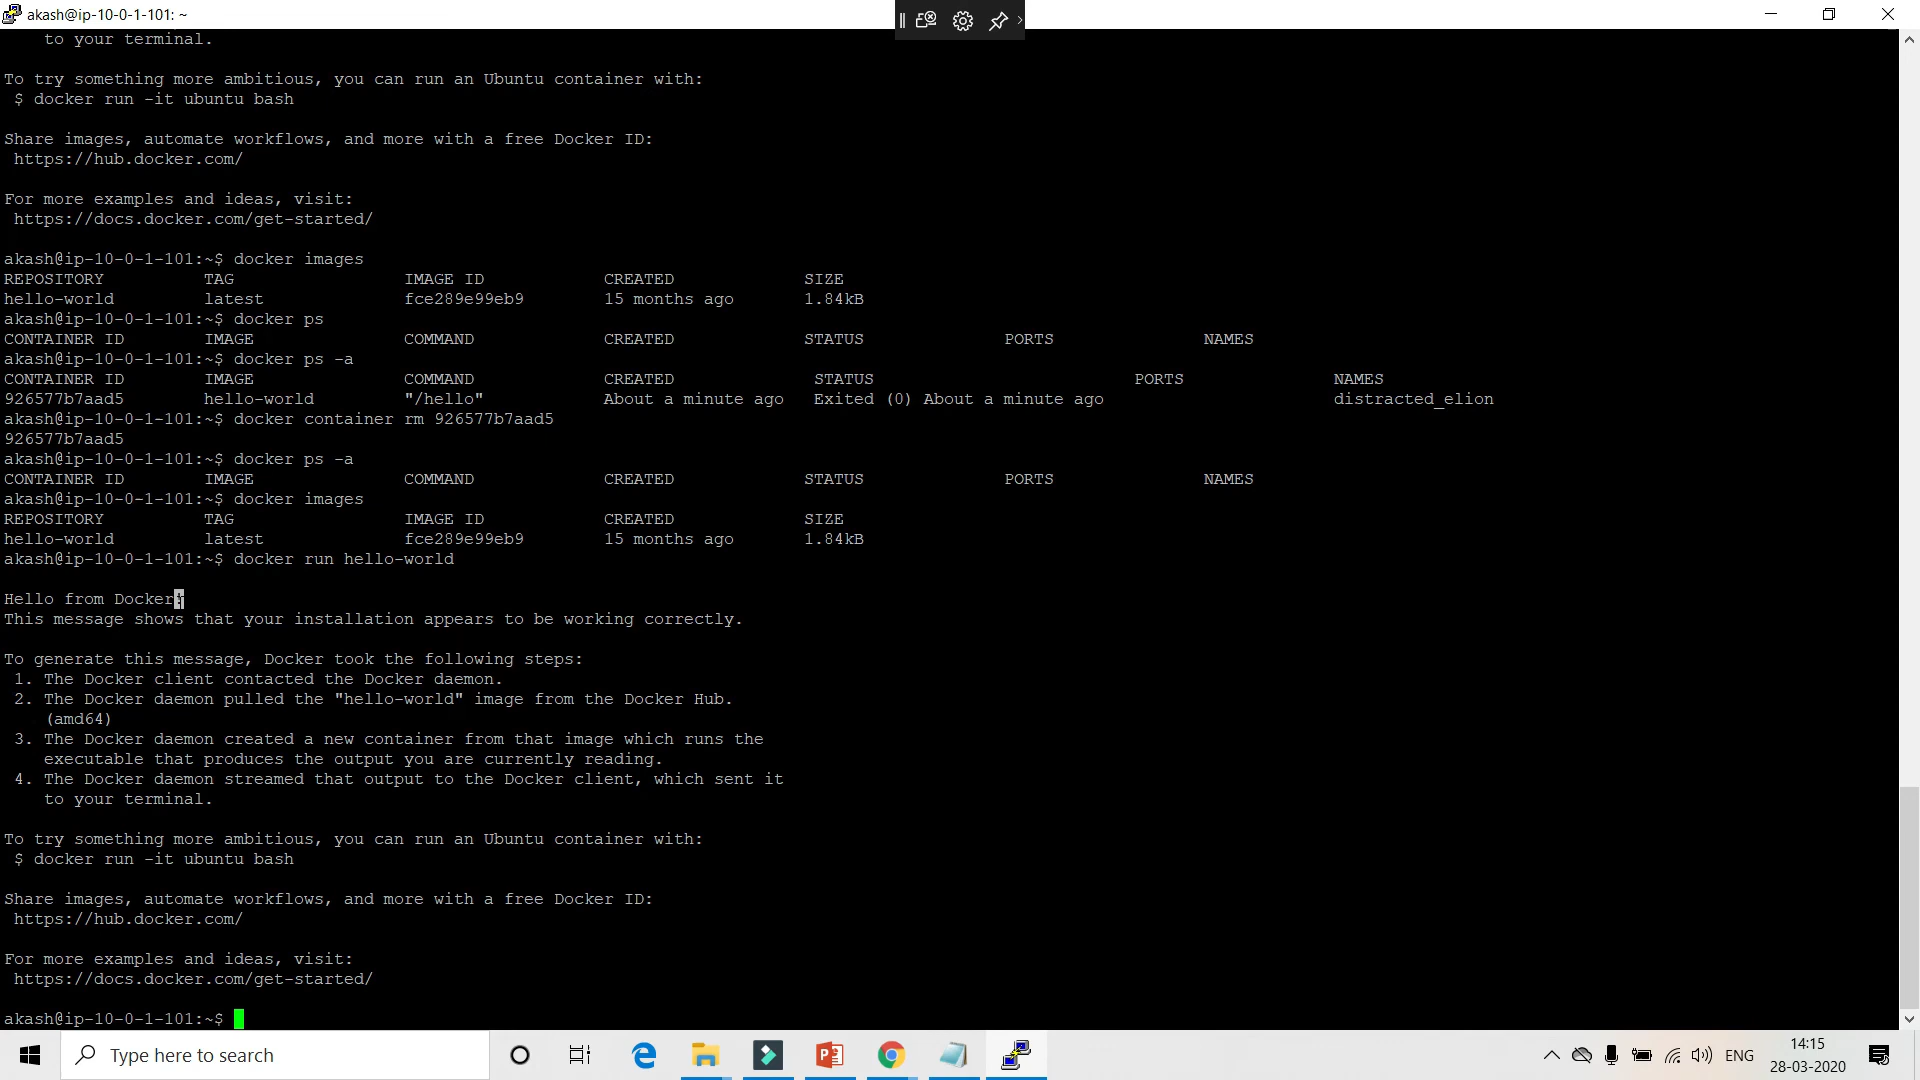 akash@ip-10-0-1-101: ~
to your terminal.
To try something more ambitious, you can run an Ubuntu container with:
$ docker run -it ubuntu bash
Share images, automate workflows, and more with a free Docker ID:
https://hub.docker.com/
For more examples and ideas, visit:
https://docs.docker.com/get-started/
akash@ip-10-0-1-101:~$ docker images
REPOSITORY TAG IMAGE ID CREATED SIZE
hello-world latest fce289e99eb9 15 months ago 1.84kB
akash@ip-10-0-1-101:~$ docker ps
CONTAINER ID IMAGE COMMAND CREATED STATUS PORTS NAMES
akash@ip-10-0-1-101:~$ docker ps -a
CONTAINER ID IMAGE COMMAND CREATED STATUS PORTS NAMES
926577b7aad5 hello-world "/hello" About a minute ago Exited (0) About a minute ago distracted_elion
akash@ip-10-0-1-101:~$ docker container rm 926577b7aad5
926577b7aad5
akash@ip-10-0-1-101:~$ docker ps -a
CONTAINER ID IMAGE COMMAND CREATED STATUS PORTS NAMES
akash@ip-10-0-1-101:~$ docker images
REPOSITORY TAG IMAGE ID CREATED SIZE
hello-world latest fce289e99eb9 15 months ago 1.84kB
akash@ip-10-0-1-101:~$ docker run hello-world
Hello from Docker!
This message shows that your installation appears to be working correctly.
To generate this message, Docker took the following steps:
1. The Docker client contacted the Docker daemon.
2. The Docker daemon pulled the "hello-world" image from the Docker Hub.
(amd64)
3. The Docker daemon created a new container from that image which runs the
executable that produces the output you are currently reading.
4. The Docker daemon streamed that output to the Docker client, which sent it
to your terminal.
To try something more ambitious, you can run an Ubuntu container with:
$ docker run -it ubuntu bash
Share images, automate workflows, and more with a free Docker ID:
https://hub.docker.com/
For more examples and ideas, visit:
https://docs.docker.com/get-started/
akash@ip-10-0-1-101:~$
Type here to search
ENG
14:15
28-03-2020